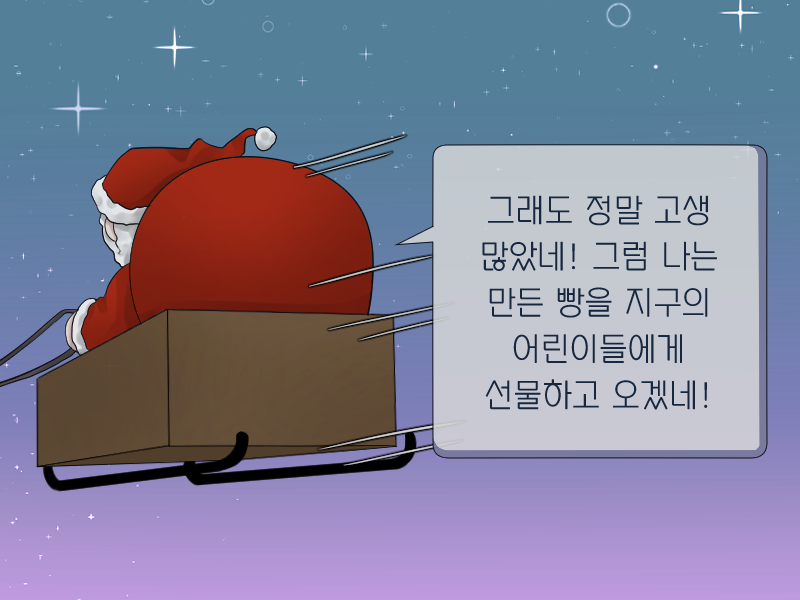 그래도 정말 고생
많았네! 그럼 나는
만든 빵을 지구의
어린이들에게
선물하고 오겠네!